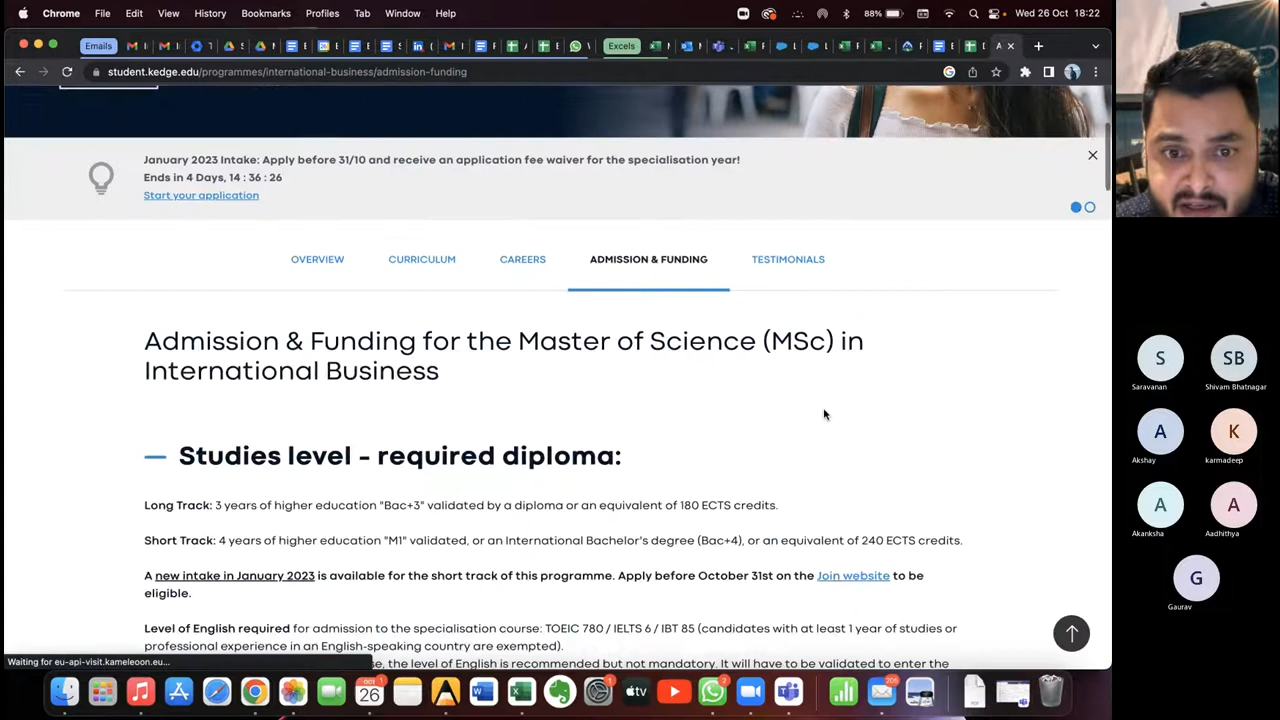 Chrome File Edit View History Bookmarks Profiles Tab Window Help
88% Wed 26 Oct 18:22
Emails Excels
student.kedge.edu/programmes/international-business/admission-funding
January 2023 Intake: Apply before 31/10 and receive an application fee waiver for the specialisation year!
Ends in 4 Days, 14 : 36 : 26
Start your application
OVERVIEW CURRICULUM CAREERS ADMISSION & FUNDING TESTIMONIALS
Admission & Funding for the Master of Science (MSc) in
International Business
Studies level - required diploma:
Long Track: 3 years of higher education "Bac+3" validated by a diploma or an equivalent of 180 ECTS credits.
Short Track: 4 years of higher education "M1" validated, or an International Bachelor's degree (Bac+4), or an equivalent of 240 ECTS credits.
A new intake in January 2023 is available for the short track of this programme. Apply before October 31st on the Join website to be
eligible.
Level of English required for admission to the specialisation course: TOEIC 780 / IELTS 6 / IBT 85 (candidates with at least 1 year of studies or
professional experience in an English-speaking country are exempted).
se, the level of English is recommended but not mandatory. It will have to be validated to enter the
Waiting for eu-api-visit.kameleoon.eu...
S SB
Saravanan Shivam Bhatnagar
A K
Akshay karmadeep
A A
Akanksha Aadhithya
G
Gaurav
OCT
26
tv
206